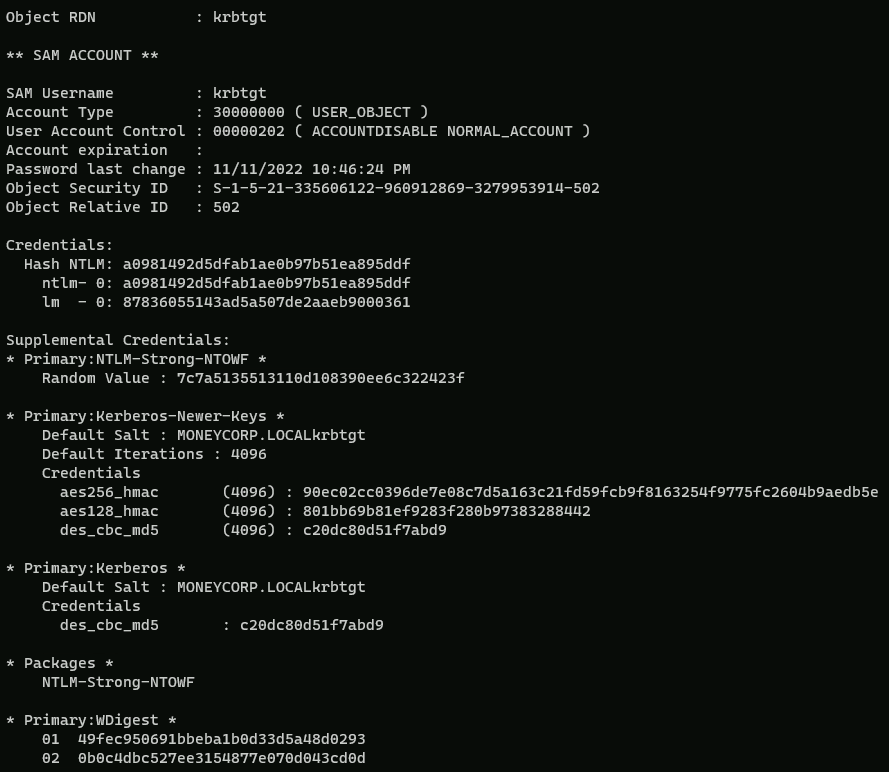 Object RDN           : krbtgt
** SAM ACCOUNT **
SAM Username         : krbtgt
Account Type         : 30000000 ( USER_OBJECT )
User Account Control : 00000202 ( ACCOUNTDISABLE NORMAL_ACCOUNT )
Account expiration   :
Password last change : 11/11/2022 10:46:24 PM
Object Security ID   : S-1-5-21-335606122-960912869-3279953914-502
Object Relative ID   : 502
Credentials:
  Hash NTLM: a0981492d5dfab1ae0b97b51ea895ddf
    ntlm- 0: a0981492d5dfab1ae0b97b51ea895ddf
    lm  - 0: 87836055143ad5a507de2aaeb9000361
Supplemental Credentials:
* Primary:NTLM-Strong-NTOWF *
    Random Value : 7c7a5135513110d108390ee6c322423f
* Primary:Kerberos-Newer-Keys *
    Default Salt : MONEYCORP.LOCALkrbtgt
    Default Iterations : 4096
    Credentials
      aes256_hmac       (4096) : 90ec02cc0396de7e08c7d5a163c21fd59fcb9f8163254f9775fc2604b9aedb5e
      aes128_hmac       (4096) : 801bb69b81ef9283f280b97383288442
      des_cbc_md5       (4096) : c20dc80d51f7abd9
* Primary:Kerberos *
    Default Salt : MONEYCORP.LOCALkrbtgt
    Credentials
      des_cbc_md5       : c20dc80d51f7abd9
* Packages *
    NTLM-Strong-NTOWF
* Primary:WDigest *
    01  49fec950691bbeba1b0d33d5a48d0293
    02  0b0c4dbc527ee3154877e070d043cd0d